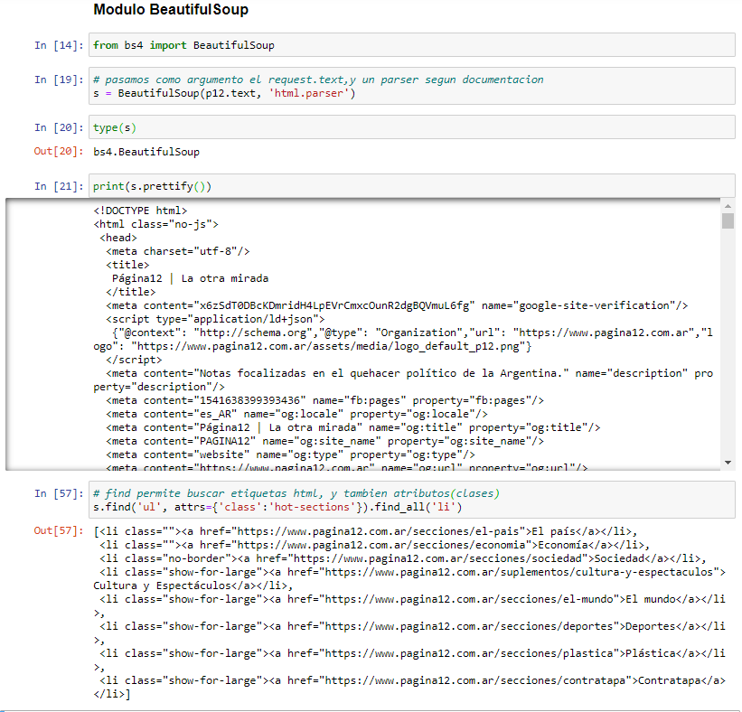 Modulo BeautifulSoup
In [14]: from bs4 import BeautifulSoup
In [19]: # pasamos como argumento el request.text,y un parser segun documentacion
s = BeautifulSoup(p12.text, 'html.parser')
In [20]: type(s)
Out[20]: bs4.BeautifulSoup
In [21]: print(s.prettify())
<!DOCTYPE html>
<html class="no-js">
<head>
<meta charset="utf-8"/>
<title>
Página12 | La otra mirada
</title>
<meta content="x6zSdT0DBcKDmridH4LpEVrCmxcOunR2dgBQVmuL6fg" name="google-site-verification"/>
<script type="application/ld+json">
{"@context": "http://schema.org","@type": "Organization","url": "https://www.pagina12.com.ar","l
ogo": "https://www.pagina12.com.ar/assets/media/logo_default_p12.png"}
</script>
<meta content="Notas focalizadas en el quehacer político de la Argentina." name="description" pro
perty="description"/>
<meta content="1541638399393436" name="fb:pages" property="fb:pages"/>
<meta content="es_AR" name="og:locale" property="og:locale"/>
<meta content="Página12 | La otra mirada" name="og:title" property="og:title"/>
<meta content="PAGINA12" name="og:site_name" property="og:site_name"/>
<meta content="website" name="og:type" property="og:type"/>
<meta content="https://www.pagina12.com.ar" name="og:url" property="og:url"/>
In [57]: # find permite buscar etiquetas html, y tambien atributos(clases)
s.find('ul', attrs={'class':'hot-sections'}).find_all('li')
Out[57]: [<li class=""><a href="https://www.pagina12.com.ar/secciones/el-pais">El país</a></li>,
<li class=""><a href="https://www.pagina12.com.ar/secciones/economia">Economía</a></li>,
<li class="no-border"><a href="https://www.pagina12.com.ar/secciones/sociedad">Sociedad</a></li>,
<li class="show-for-large"><a href="https://www.pagina12.com.ar/suplementos/cultura-y-espectaculos">
Cultura y Espectáculos</a></li>,
<li class="show-for-large"><a href="https://www.pagina12.com.ar/secciones/el-mundo">El mundo</a></li
>,
<li class="show-for-large"><a href="https://www.pagina12.com.ar/secciones/deportes">Deportes</a></li
>,
<li class="show-for-large"><a href="https://www.pagina12.com.ar/secciones/plastica">Plástica</a></li
>,
<li class="show-for-large"><a href="https://www.pagina12.com.ar/secciones/contratapa">Contratapa</a>
</li>]